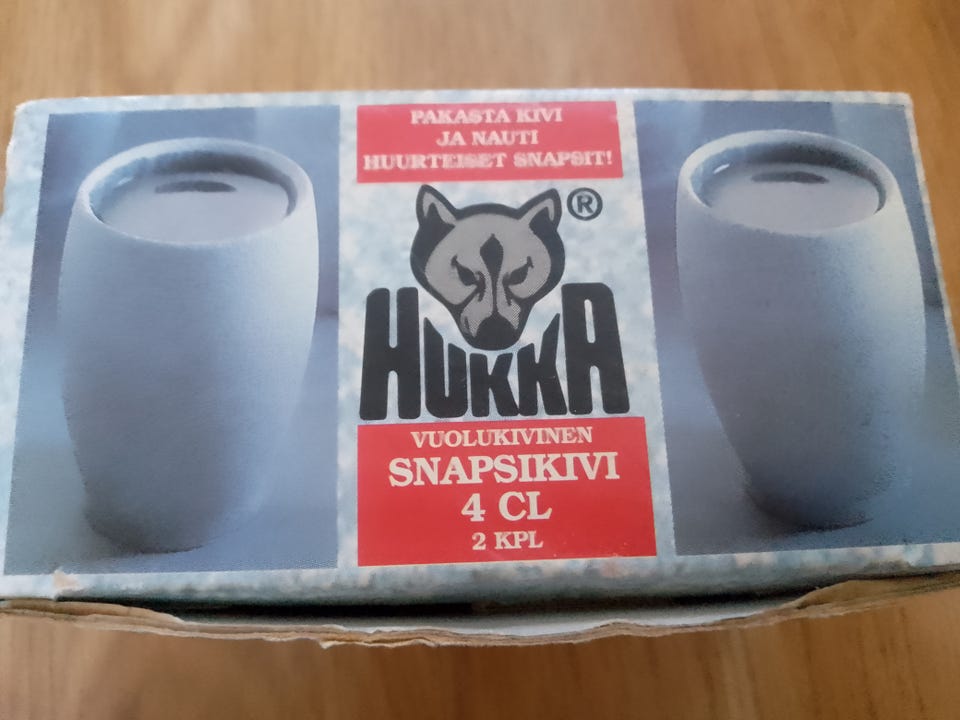 PAKASTA KIVI
JA NAUTI
HUURTEISET SNAPSIT!
®
HUKKA
VUOLUKIVINEN
SNAPSIKIVI
4 CL
2 KPL